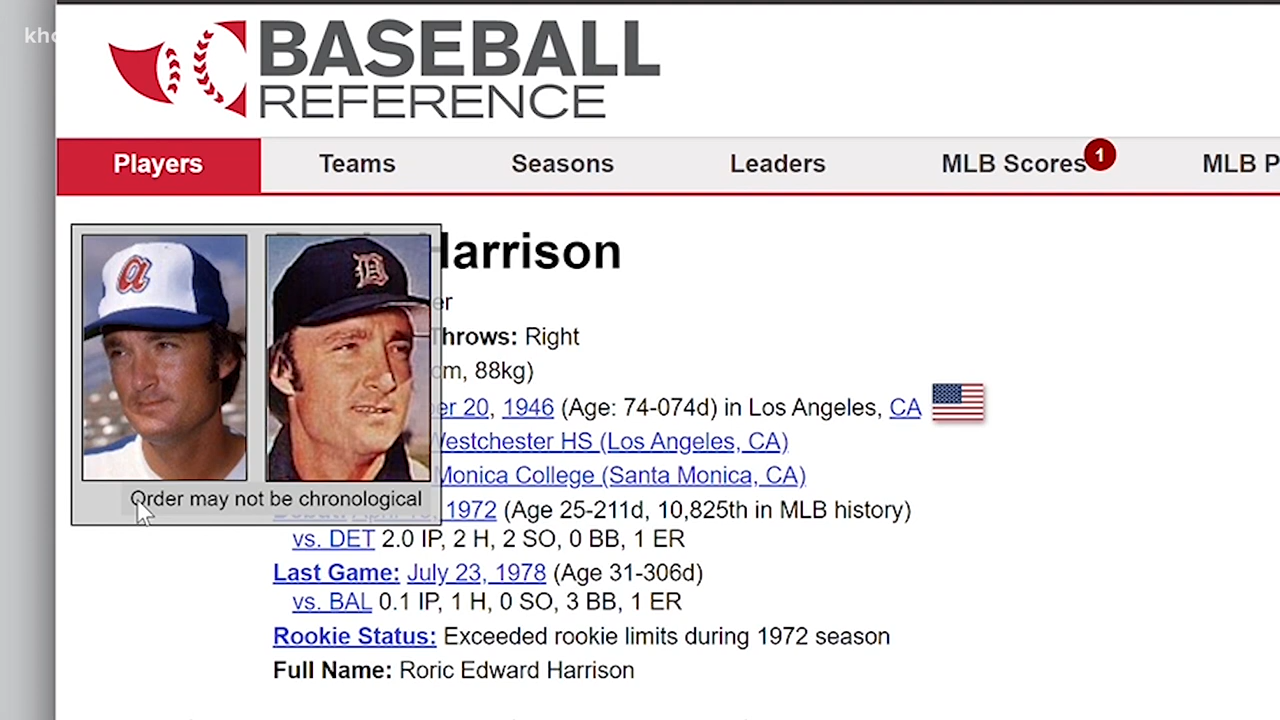 BASEBALL
REFERENCE
Players
Teams
Seasons
Leaders
MLB Scores
1
MLB P
Harrison
er
Throws: Right
om, 88kg)
er 20, 1946 (Age: 74-074d) in Los Angeles, CA
Westchester HS (Los Angeles, CA)
Monica College (Santa Monica, CA)
a
D
Order may not be chronological
1972 (Age 25-211d, 10,825th in MLB history)
vs. DET 2.0 IP, 2 H, 2 SO, 0 BB, 1 ER
Last Game: July 23, 1978 (Age 31-306d)
vs. BAL 0.1 IP, 1 H, 0 SO, 3 BB, 1 ER
Rookie Status: Exceeded rookie limits during 1972 season
Full Name: Roric Edward Harrison